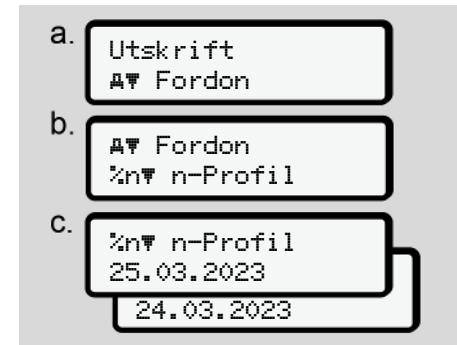 a.
Utskrift
A▼ Fordon
b.
A▼ Fordon
%n▼ n-Profil
c.
%n▼ n-Profil
25.03.2023
24.03.2023